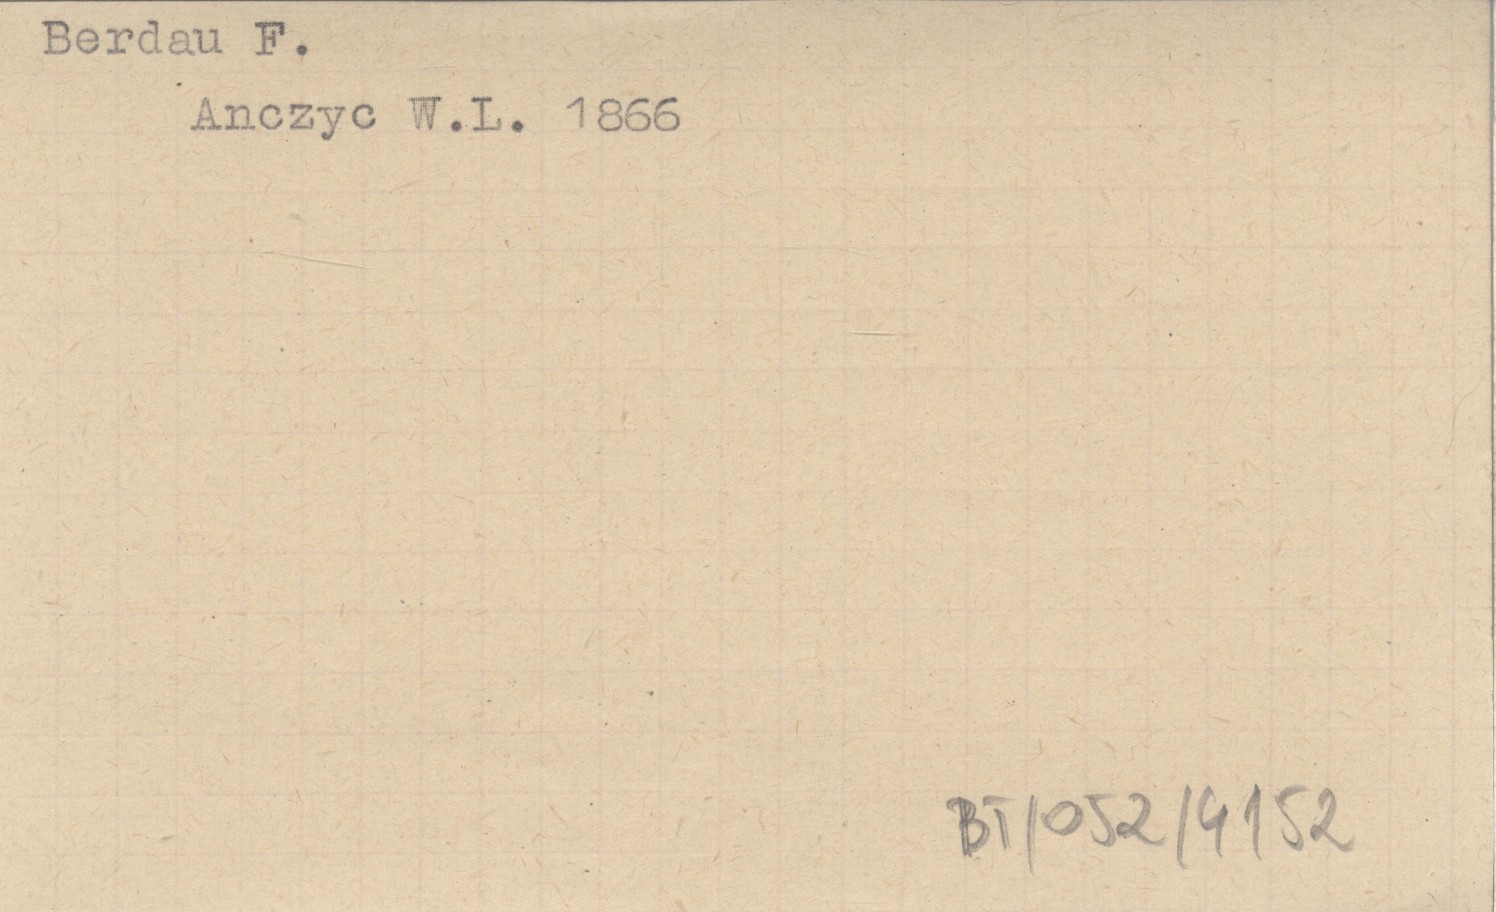 Berdau F.
Anczyc W.L. 1866
BT/052/4152